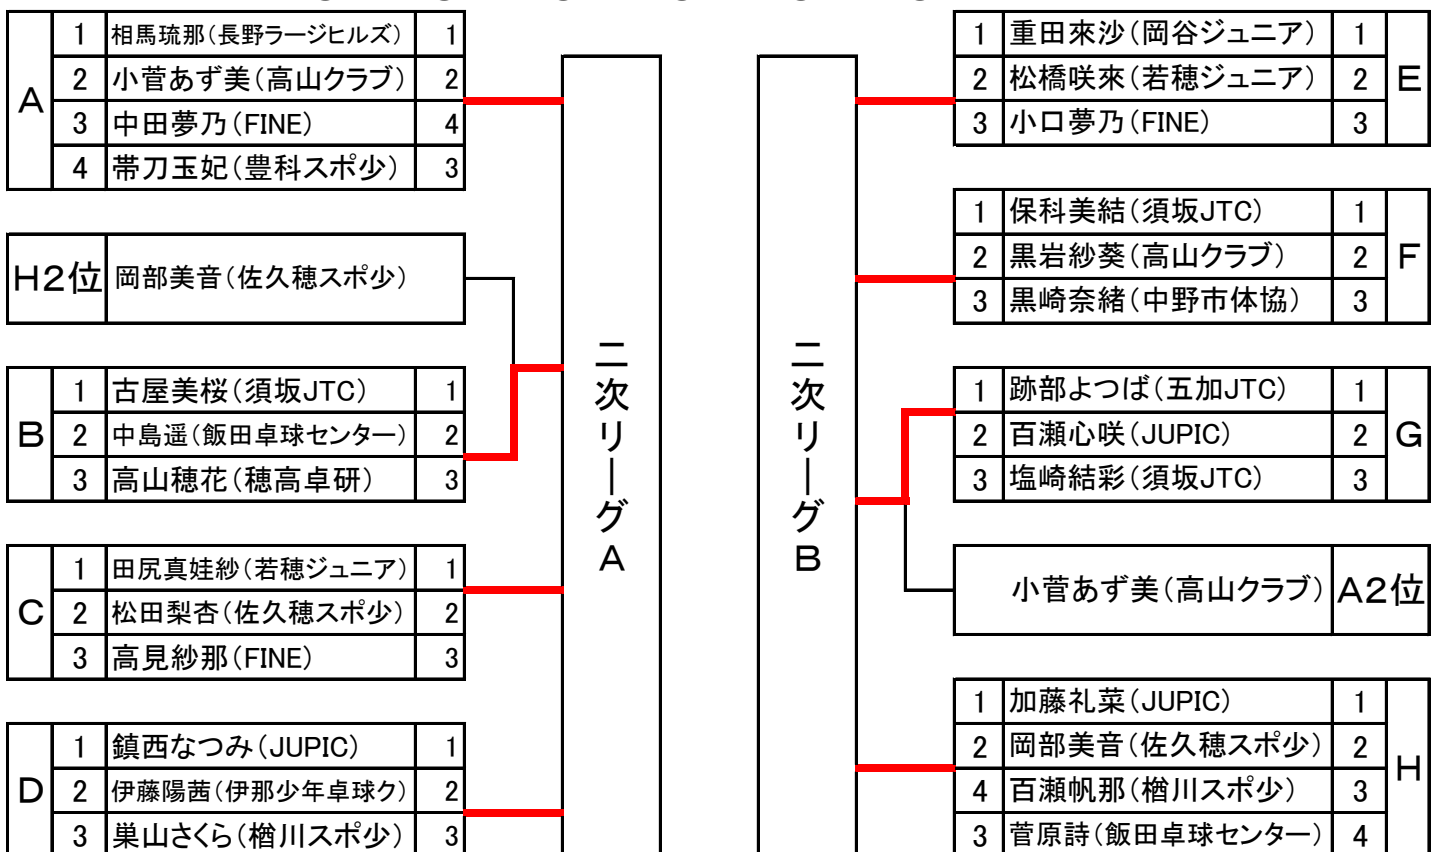 A
1 相馬琉那(長野ラージヒルズ) 1
2 小菅あず美(高山クラブ) 2
3 中田夢乃(FINE) 4
4 帯刀玉妃(豊科スポ少) 3
H2位 岡部美音(佐久穂スポ少)
B
1 古屋美桜(須坂JTC) 1
2 中島遥(飯田卓球センター) 2
3 高山穂花(穂高卓研) 3
C
1 田尻真娃紗(若穂ジュニア) 1
2 松田梨杏(佐久穂スポ少) 2
3 高見紗那(FINE) 3
D
1 鎮西なつみ(JUPIC) 1
2 伊藤陽茜(伊那少年卓球ク) 2
3 巣山さくら(楢川スポ少) 3
二次リーグA
二次リーグB
1 重田來沙(岡谷ジュニア) 1
2 松橋咲來(若穂ジュニア) 2
3 小口夢乃(FINE) 3
E
1 保科美結(須坂JTC) 1
2 黒岩紗葵(高山クラブ) 2
3 黒崎奈緒(中野市体協) 3
F
1 跡部よつば(五加JTC) 1
2 百瀬心咲(JUPIC) 2
3 塩崎結彩(須坂JTC) 3
G
小菅あず美(高山クラブ) A2位
1 加藤礼菜(JUPIC) 1
2 岡部美音(佐久穂スポ少) 2
4 百瀬帆那(楢川スポ少) 3
3 菅原詩(飯田卓球センター) 4
H